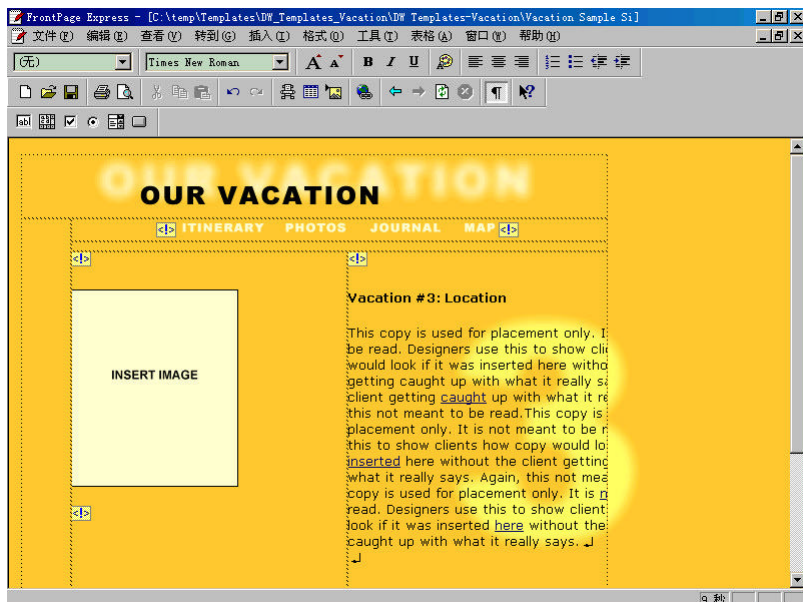 FrontPage Express - [C:\temp\Templates\DW_Templates_Vacation\DW Templates-Vacation\Vacation Sample Si]
文件(F) 编辑(E) 查看(V) 转到(G) 插入(I) 格式(O) 工具(T) 表格(A) 窗口(W) 帮助(H)
(无) Times New Roman A A B I U
abl
OUR VACATION
OUR VACATION
<!> ITINERARY PHOTOS JOURNAL MAP <!>
<!> <!>
Vacation #3: Location
INSERT IMAGE
This copy is used for placement only. I
be read. Designers use this to show cli
would look if it was inserted here witho
getting caught up with what it really sa
client getting caught up with what it re
this not meant to be read.This copy is
placement only. It is not meant to be r
this to show clients how copy would lo
inserted here without the client getting
what it really says. Again, this not mea
copy is used for placement only. It is n
read. Designers use this to show client
look if it was inserted here without the
caught up with what it really says.
<!>
3
9 秒